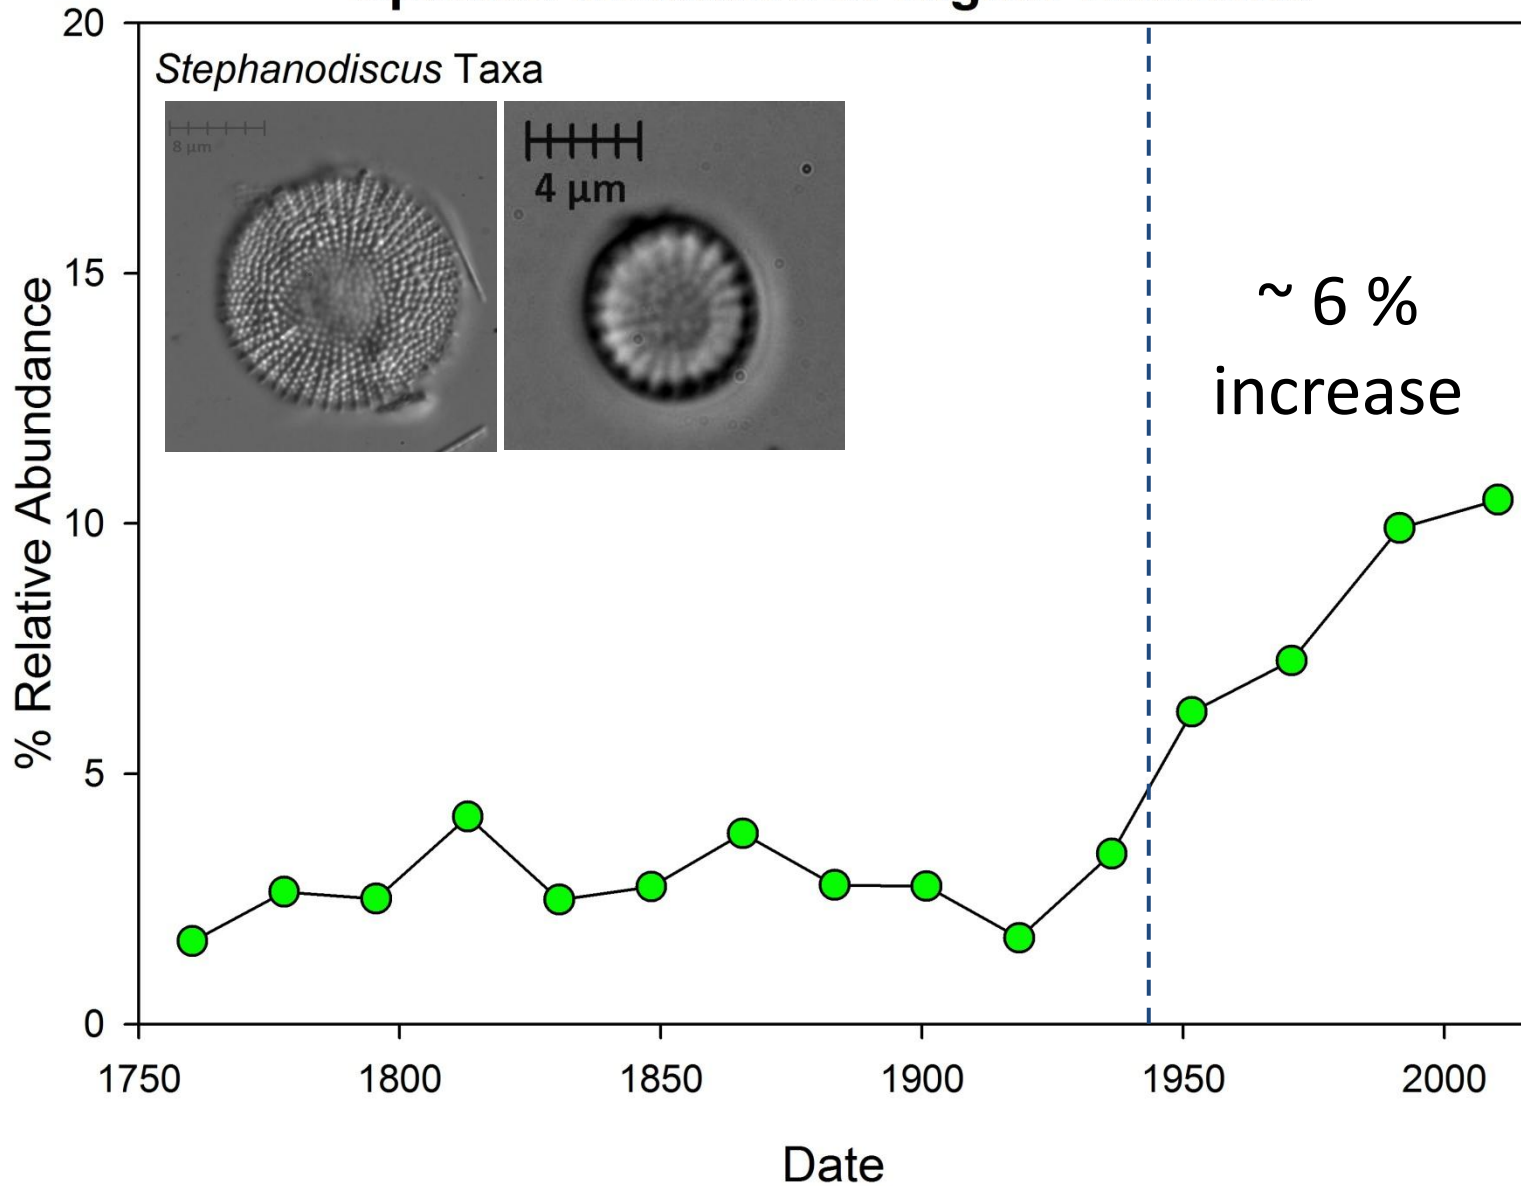 20
Stephanodiscus Taxa
8 µm
4 µm
15
~ 6 %
increase
10
5
0
% Relative Abundance
1750 1800 1850 1900 1950 2000
Date